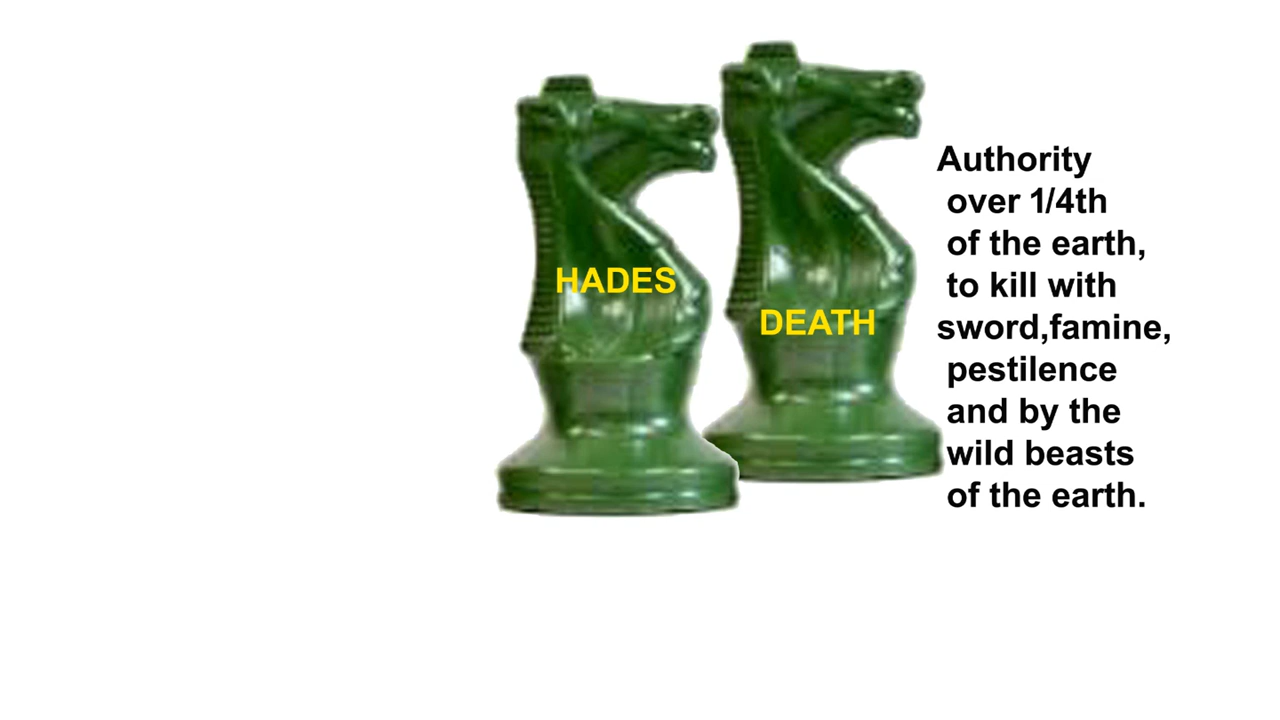 HADES
DEATH
Authority
over 1/4th
of the earth,
to kill with
sword,famine,
pestilence
and by the
wild beasts
of the earth.